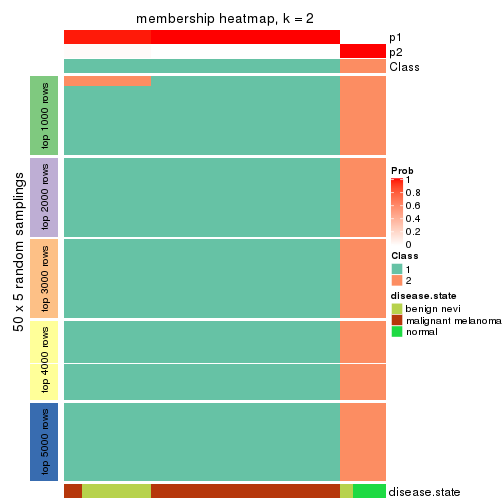 membership heatmap, k = 2
p1
p2
Class
50 x 5 random samplings
top 1000 rows
top 2000 rows
top 3000 rows
top 4000 rows
top 5000 rows
Prob
1
0.8
0.6
0.4
0.2
0
Class
1
2
disease.state
benign nevi
malignant melanoma
normal
disease.state